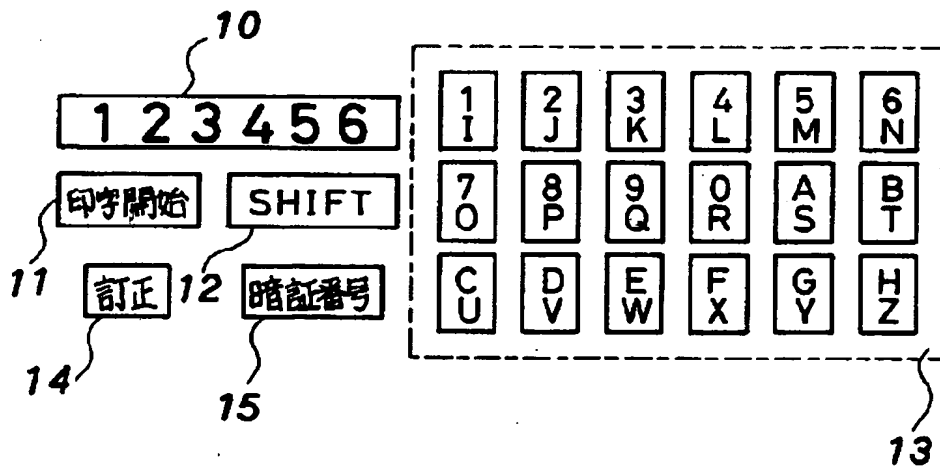 10
123456
印字開始
SHIFT
11
12
訂正
暗証番号
14
15
1 2 3 4 5 6
I J K L M N
7 8 9 0 A B
O P Q R S T
C D E F G H
U V W X Y Z
13